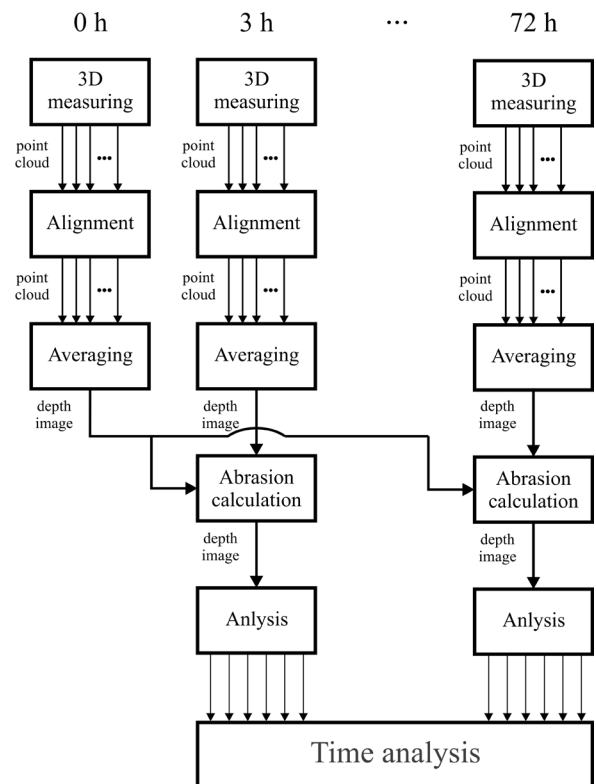 0 h 3 h ... 72 h
3D
measuring
3D
measuring
3D
measuring
point
cloud
...
point
cloud
...
point
cloud
...
Alignment
Alignment
Alignment
point
cloud
...
point
cloud
...
point
cloud
...
Averaging
Averaging
Averaging
depth
image
depth
image
depth
image
Abrasion
calculation
Abrasion
calculation
depth
image
depth
image
Anlysis
Anlysis
Time analysis